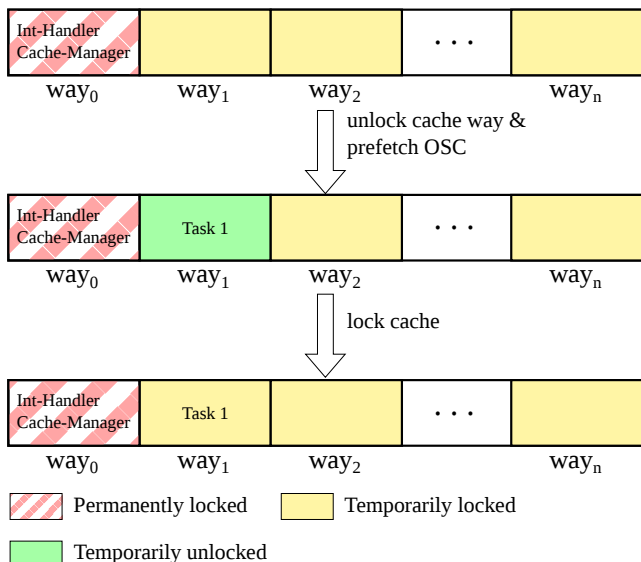 Int-Handler
Cache-Manager
. . .
way0 way1 way2 wayn
unlock cache way &
prefetch OSC
Int-Handler
Cache-Manager
Task 1
. . .
way0 way1 way2 wayn
lock cache
Int-Handler
Cache-Manager
Task 1
. . .
way0 way1 way2 wayn
Permanently locked
Temporarily locked
Temporarily unlocked